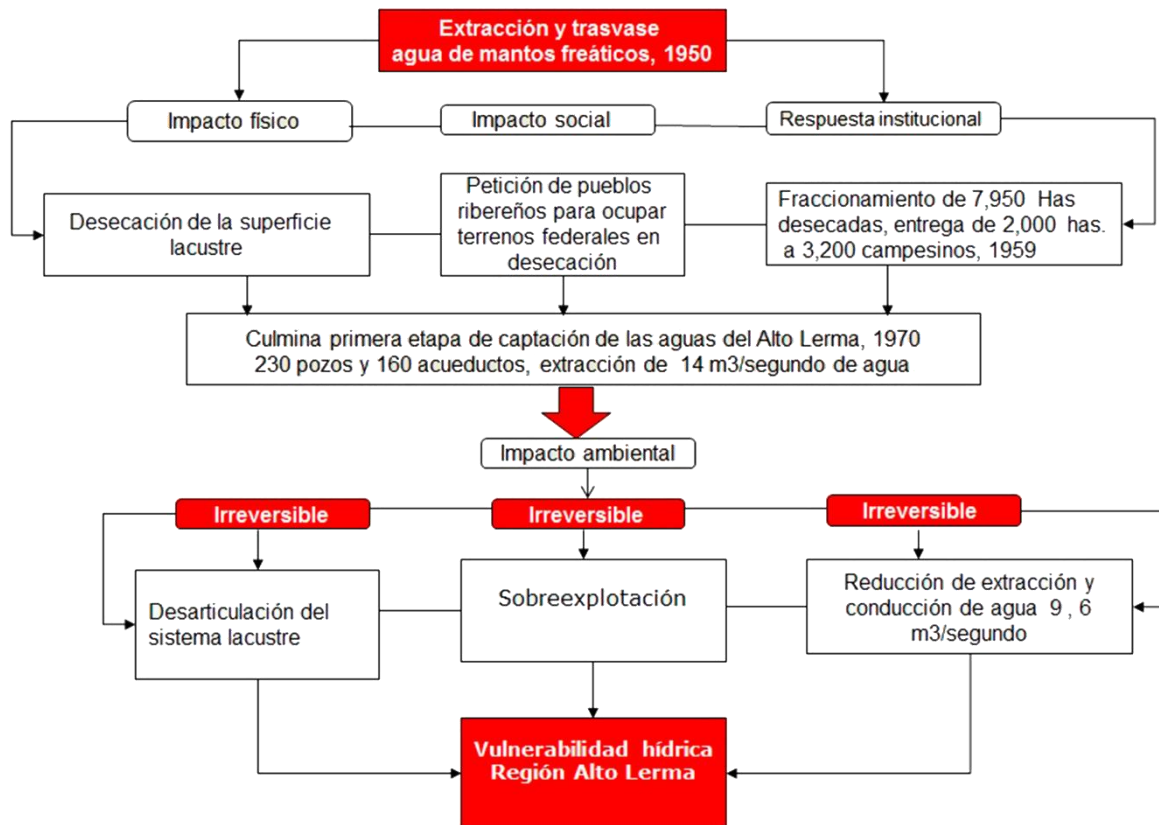 Extracción y trasvase
agua de mantos freáticos, 1950
Impacto físico
Impacto social
Respuesta institucional
Desecación de la superficie
lacustre
Petición de pueblos
ribereños para ocupar
terrenos federales en
desecación
Fraccionamiento de 7,950 Has
desecadas, entrega de 2,000 has.
a 3,200 campesinos, 1959
Culmina primera etapa de captación de las aguas del Alto Lerma, 1970
230 pozos y 160 acueductos, extracción de 14 m3/segundo de agua
Impacto ambiental
Irreversible
Irreversible
Irreversible
Desarticulación del
sistema lacustre
Sobreexplotación
Reducción de extracción y
conducción de agua 9 , 6
m3/segundo
Vulnerabilidad hídrica
Región Alto Lerma